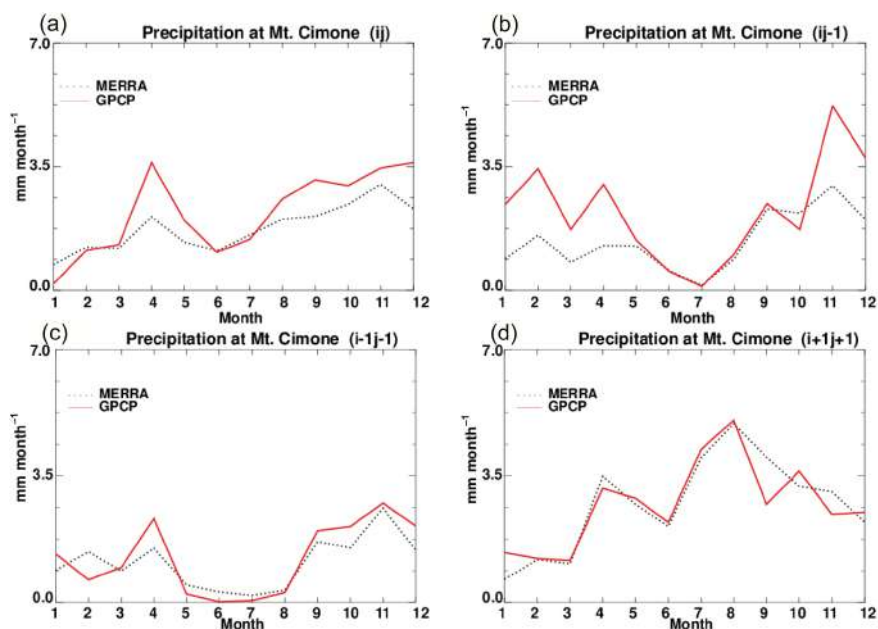 (a) Precipitation at Mt. Cimone (ij)
7.0
MERRA
GPCP
mm month⁻¹
3.5
0.0
1 2 3 4 5 6 7 8 9 10 11 12
Month
(b) Precipitation at Mt. Cimone (ij-1)
7.0
MERRA
GPCP
mm month⁻¹
3.5
0.0
1 2 3 4 5 6 7 8 9 10 11 12
Month
(c) Precipitation at Mt. Cimone (i-1j-1)
7.0
MERRA
GPCP
mm month⁻¹
3.5
0.0
1 2 3 4 5 6 7 8 9 10 11 12
Month
(d) Precipitation at Mt. Cimone (i+1j+1)
7.0
MERRA
GPCP
mm month⁻¹
3.5
0.0
1 2 3 4 5 6 7 8 9 10 11 12
Month